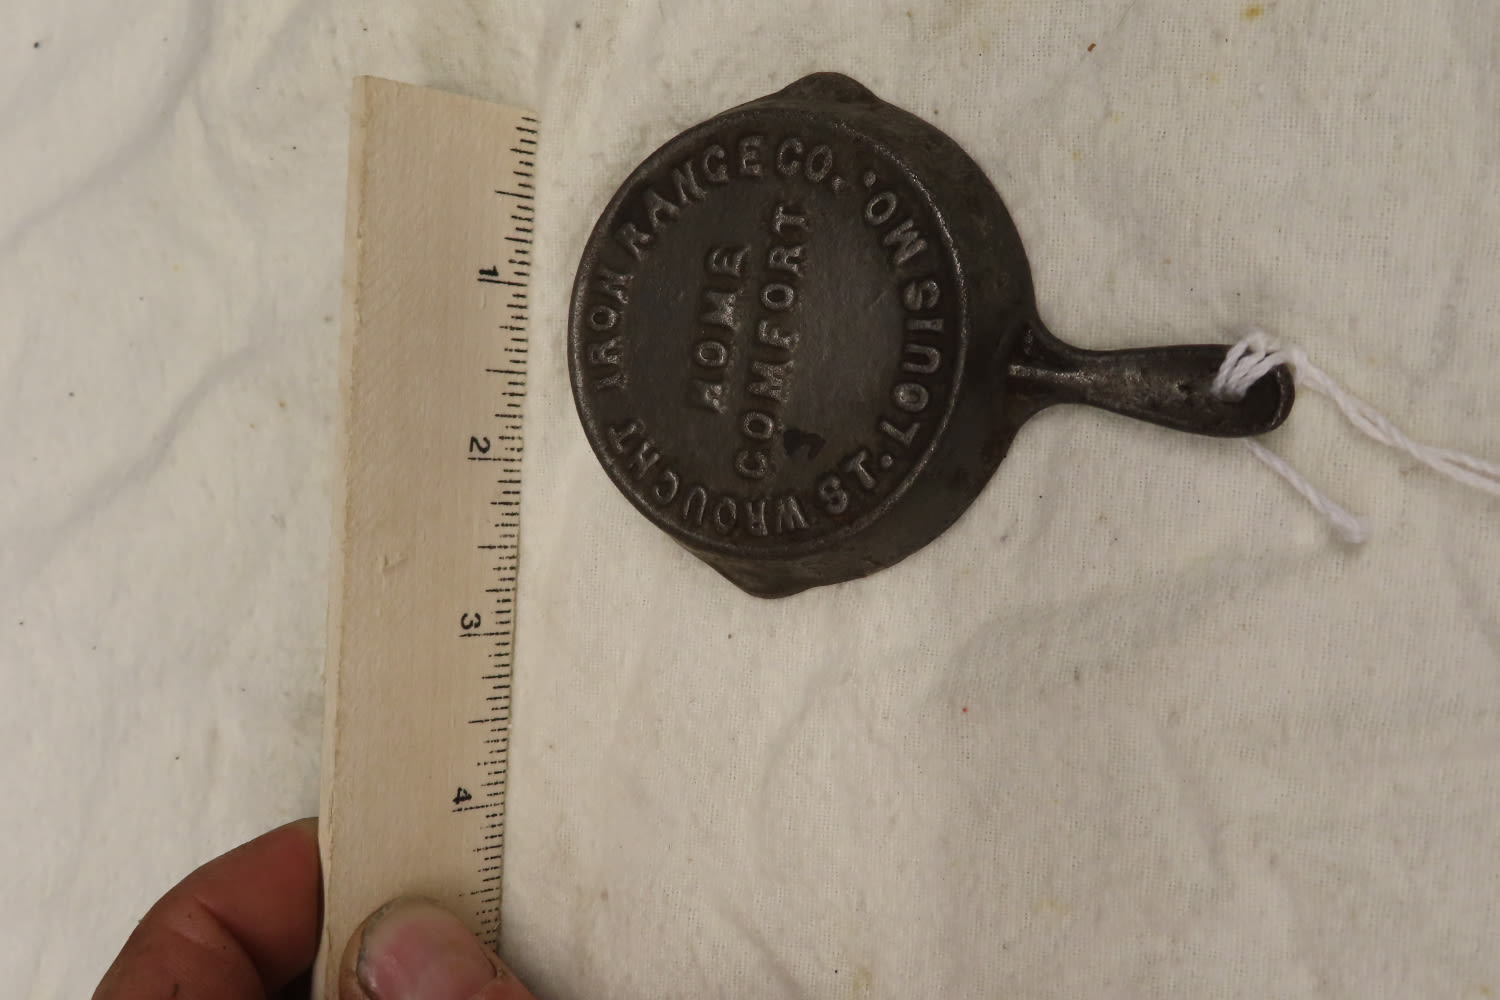 WROUGHT IRON RANGE CO.
ST. LOUIS MO.
HOME
COMFORT
1
2
3
4